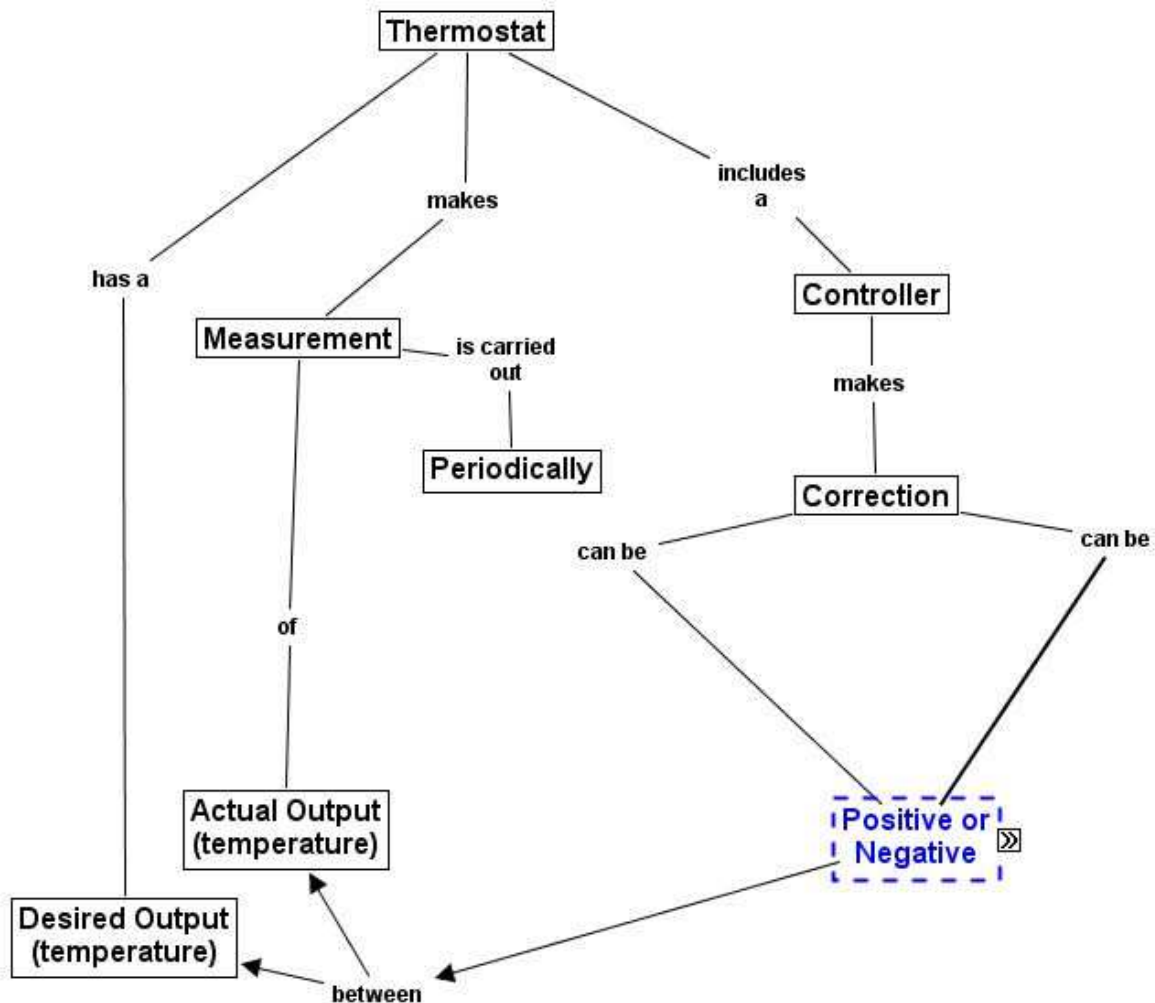 Thermostat
includes
a
makes
has a
Controller
Measurement
is carried
out
makes
Periodically
Correction
can be
can be
of
Actual Output
(temperature)
Positive or
Negative
Desired Output
(temperature)
between